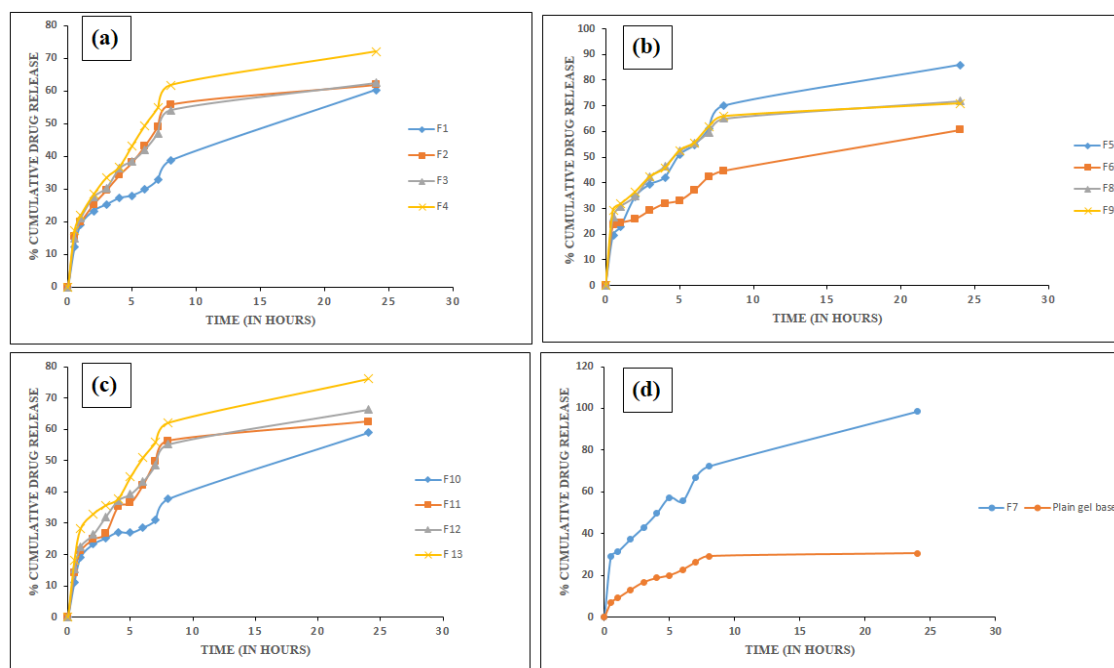 (a)
% CUMULATIVE DRUG RELEASE
80
70
60
50
40
30
20
10
0
0 5 10 15 20 25 30
TIME (IN HOURS)
F1
F2
F3
F4
(b)
% CUMULATIVE DRUG RELEASE
100
90
80
70
60
50
40
30
20
10
0
0 5 10 15 20 25 30
TIME (IN HOURS)
F5
F6
F8
F9
(c)
% CUMULATIVE DRUG RELEASE
80
70
60
50
40
30
20
10
0
0 5 10 15 20 25 30
TIME (IN HOURS)
F10
F11
F12
F 13
(d)
% CUMULATIVE DRUG RELEASE
120
100
80
60
40
20
0
0 5 10 15 20 25 30
TIME (IN HOURS)
F7 Plain gel base